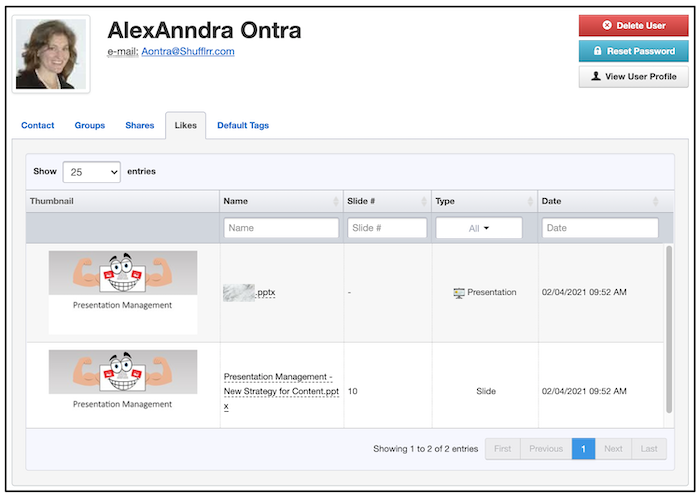 AlexAnndra Ontra
e-mail: Aontra@Shufflrr.com
Delete User
Reset Password
View User Profile
Contact Groups Shares Likes Default Tags
Show 25 entries
Thumbnail Name Slide # Type Date
Name Slide # All Date
Presentation Management
.pptx - Presentation 02/04/2021 09:52 AM
Presentation Management -
New Strategy for Content.ppt
x
10 Slide 02/04/2021 09:52 AM
Presentation Management
Showing 1 to 2 of 2 entries First Previous 1 Next Last